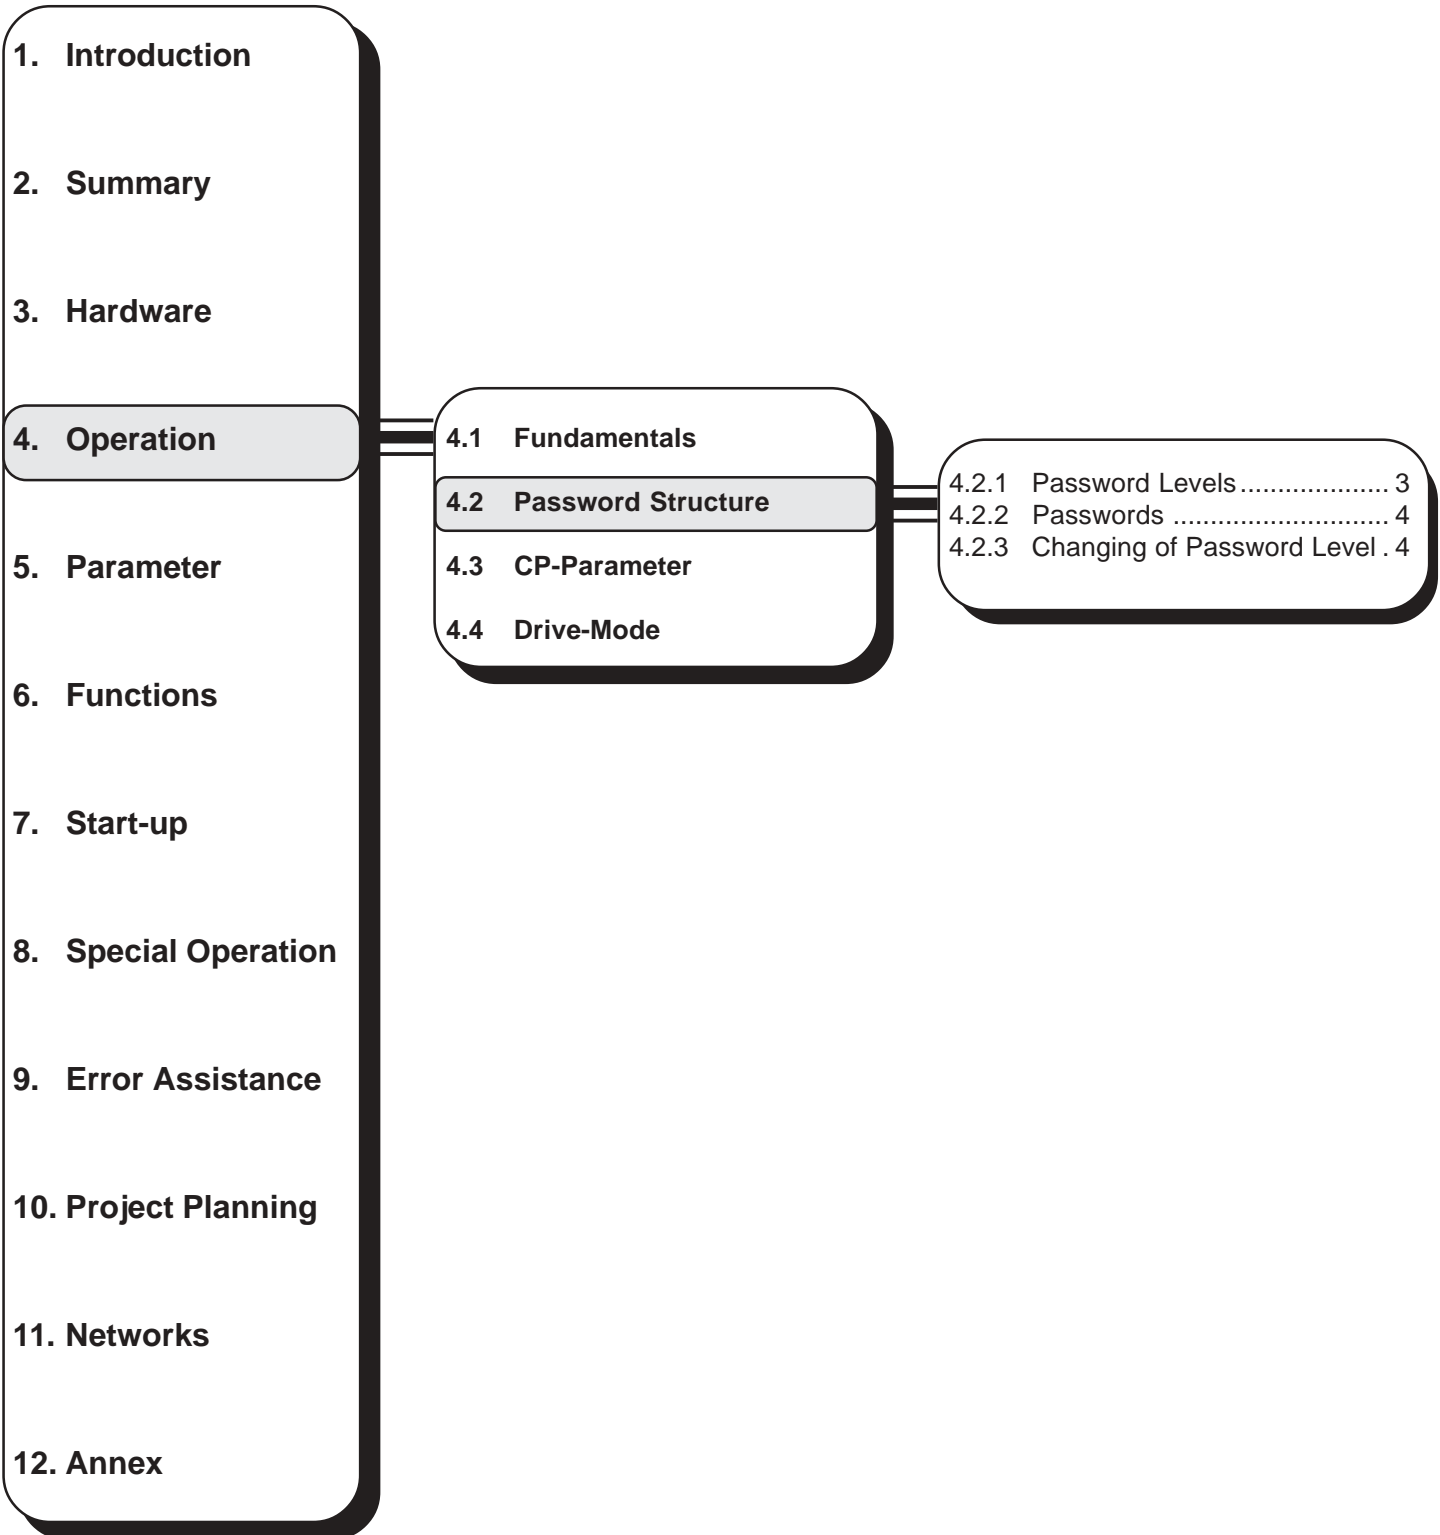 1. Introduction
2. Summary
3. Hardware
4. Operation
5. Parameter
6. Functions
7. Start-up
8. Special Operation
9. Error Assistance
10. Project Planning
11. Networks
12. Annex
4.1 Fundamentals
4.2 Password Structure
4.3 CP-Parameter
4.4 Drive-Mode
4.2.1 Password Levels.................... 3
4.2.2 Passwords ............................. 4
4.2.3 Changing of Password Level . 4